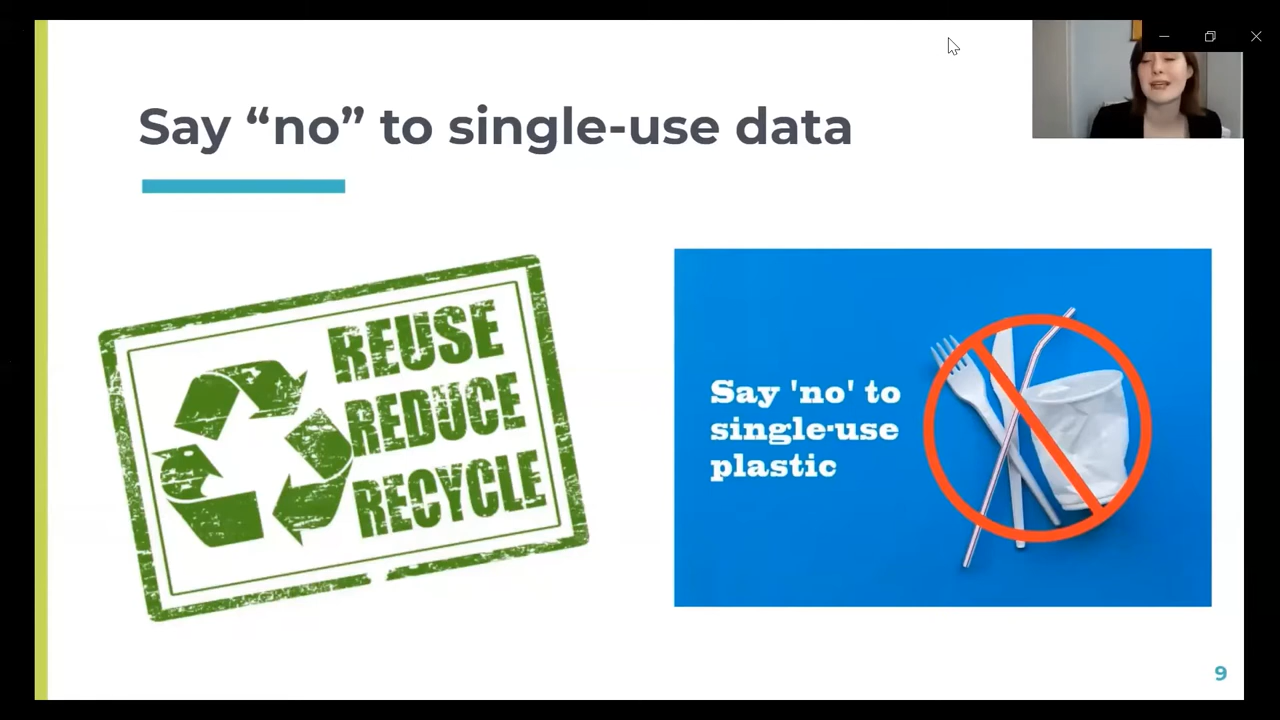 Say “no” to single-use data
REUSE
REDUCE
RECYCLE
Say 'no' to
single-use
plastic
9